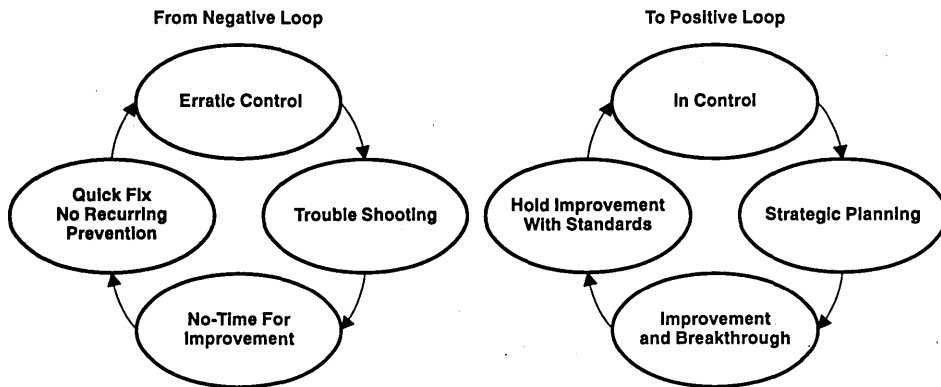 From Negative Loop
Erratic Control
Trouble Shooting
No-Time For
Improvement
Quick Fix
No Recurring
Prevention
To Positive Loop
In Control
Strategic Planning
Improvement
and Breakthrough
Hold Improvement
With Standards